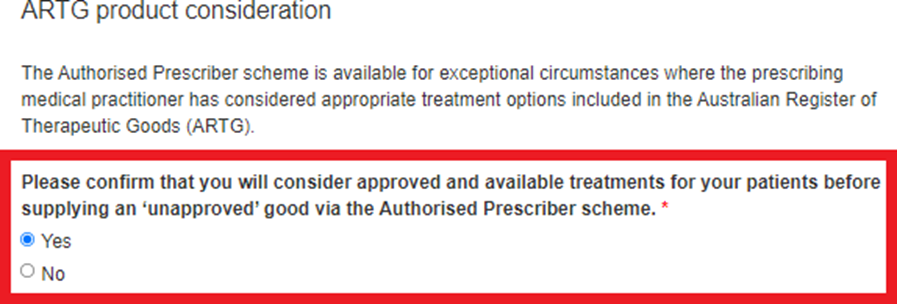 ARTG product consideration
The Authorised Prescriber scheme is available for exceptional circumstances where the prescribing
medical practitioner has considered appropriate treatment options included in the Australian Register of
Therapeutic Goods (ARTG).
Please confirm that you will consider approved and available treatments for your patients before
supplying an ‘unapproved’ good via the Authorised Prescriber scheme. *
Yes
No